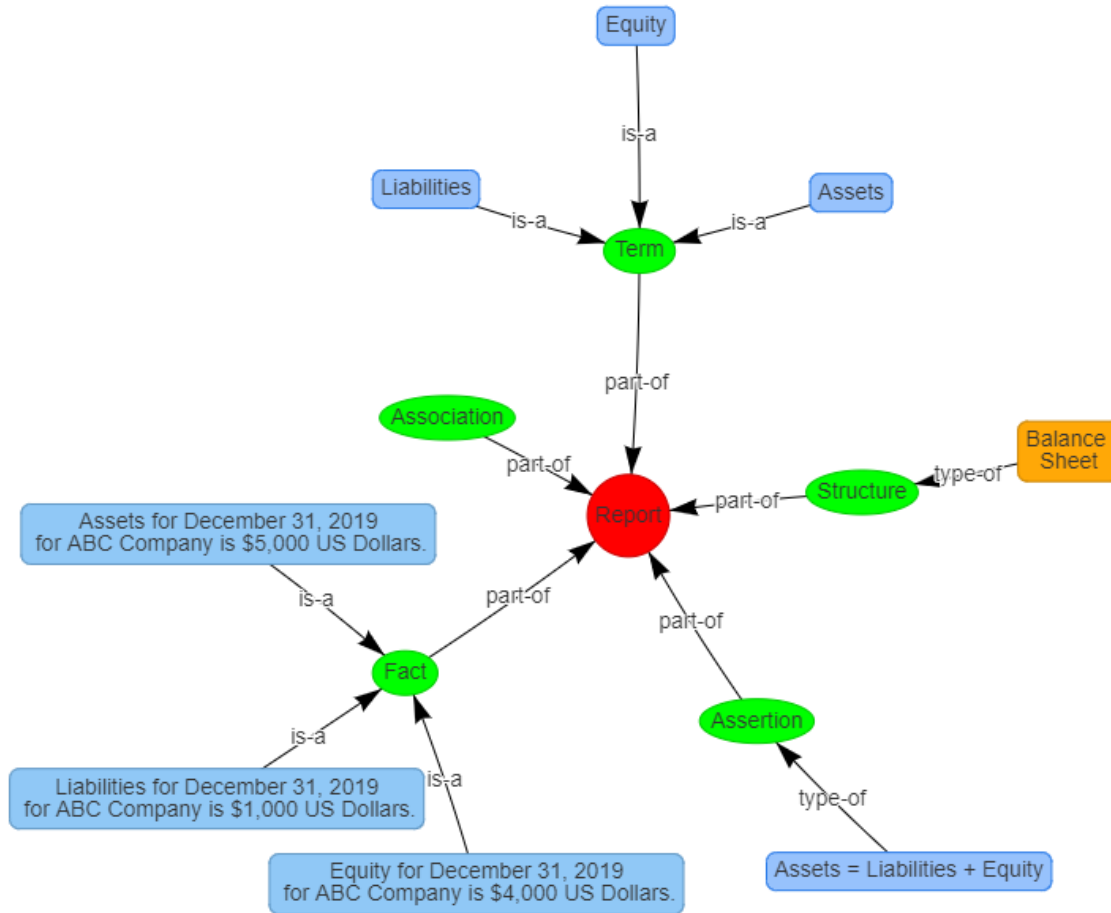 Equity
is-a
Liabilities
Assets
is-a
is-a
Term
part-of
Association
part-of
Balance
Sheet
type-of
Structure
part-of
Report
Assets for December 31, 2019
for ABC Company is $5,000 US Dollars.
is-a
part-of
part-of
Fact
Assertion
is-a
Liabilities for December 31, 2019
for ABC Company is $1,000 US Dollars.
is-a
type-of
Equity for December 31, 2019
for ABC Company is $4,000 US Dollars.
Assets = Liabilities + Equity